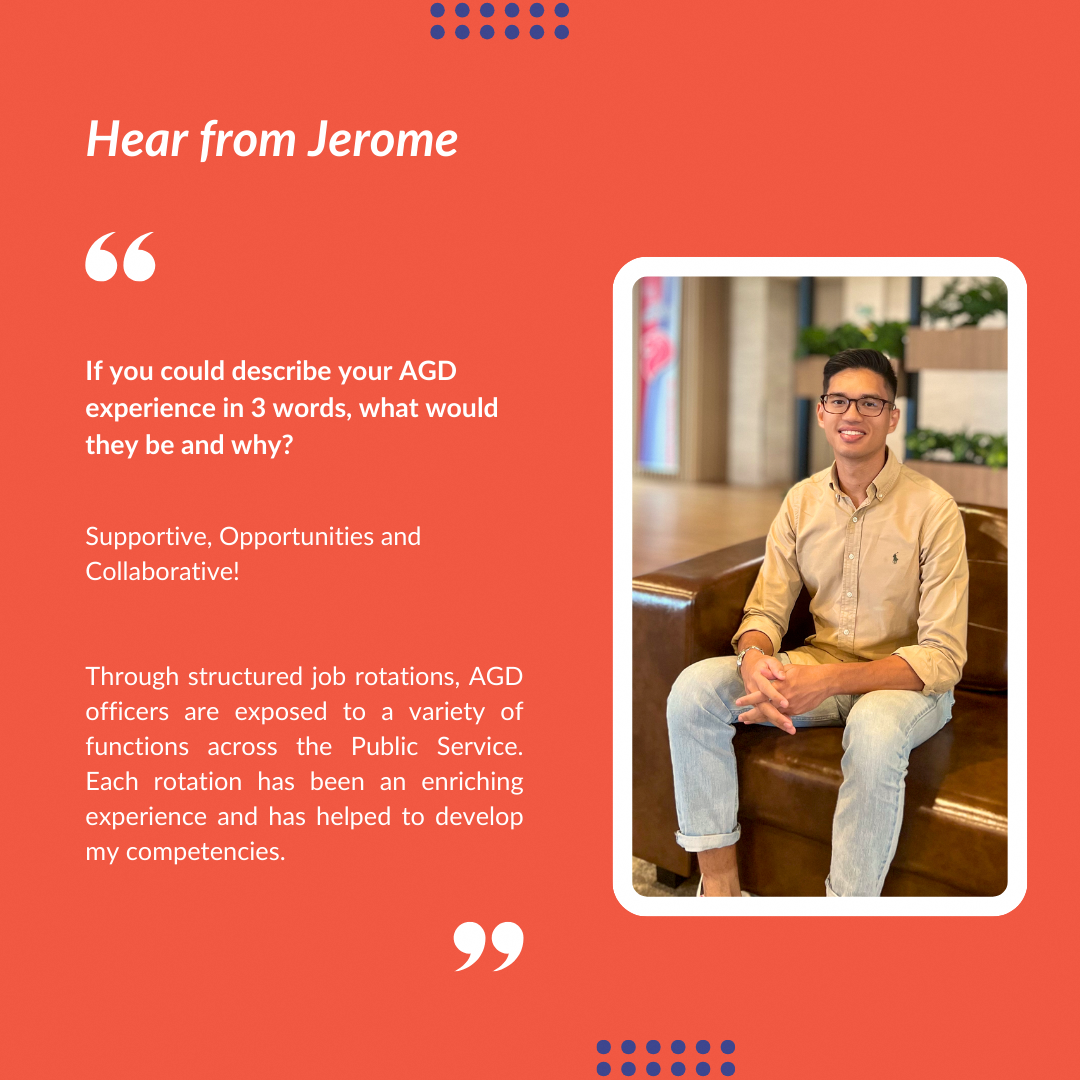 Hear from Jerome
“
If you could describe your AGD
experience in 3 words, what would
they be and why?
Supportive, Opportunities and
Collaborative!
Through structured job rotations, AGD
officers are exposed to a variety of
functions across the Public Service.
Each rotation has been an enriching
experience and has helped to develop
my competencies.
”